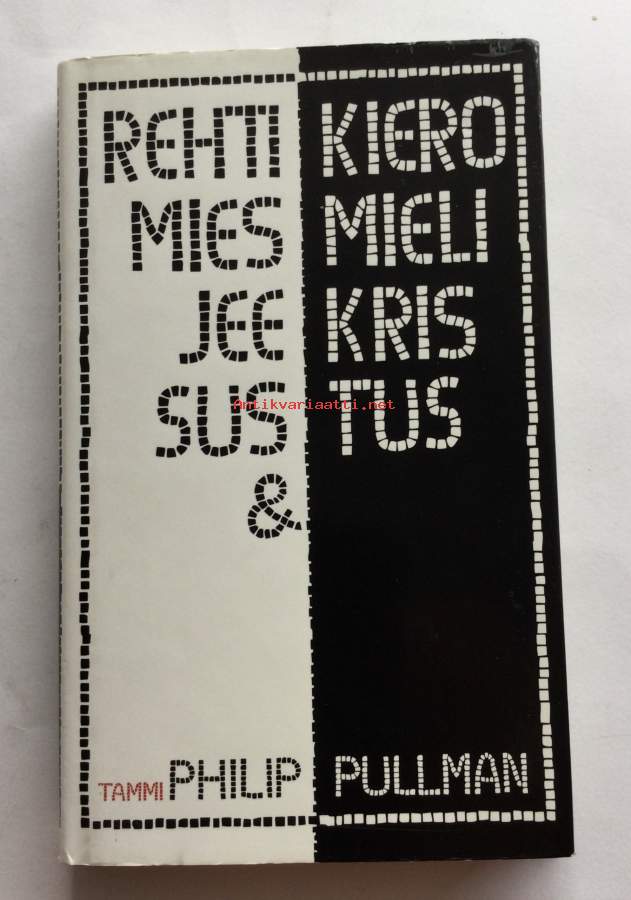 REHTI
MIES
JEE
SUS
&
KIERO
MIELI
KRIS
TUS
Antikvariaatti.net
TAMMI PHILIP PULLMAN